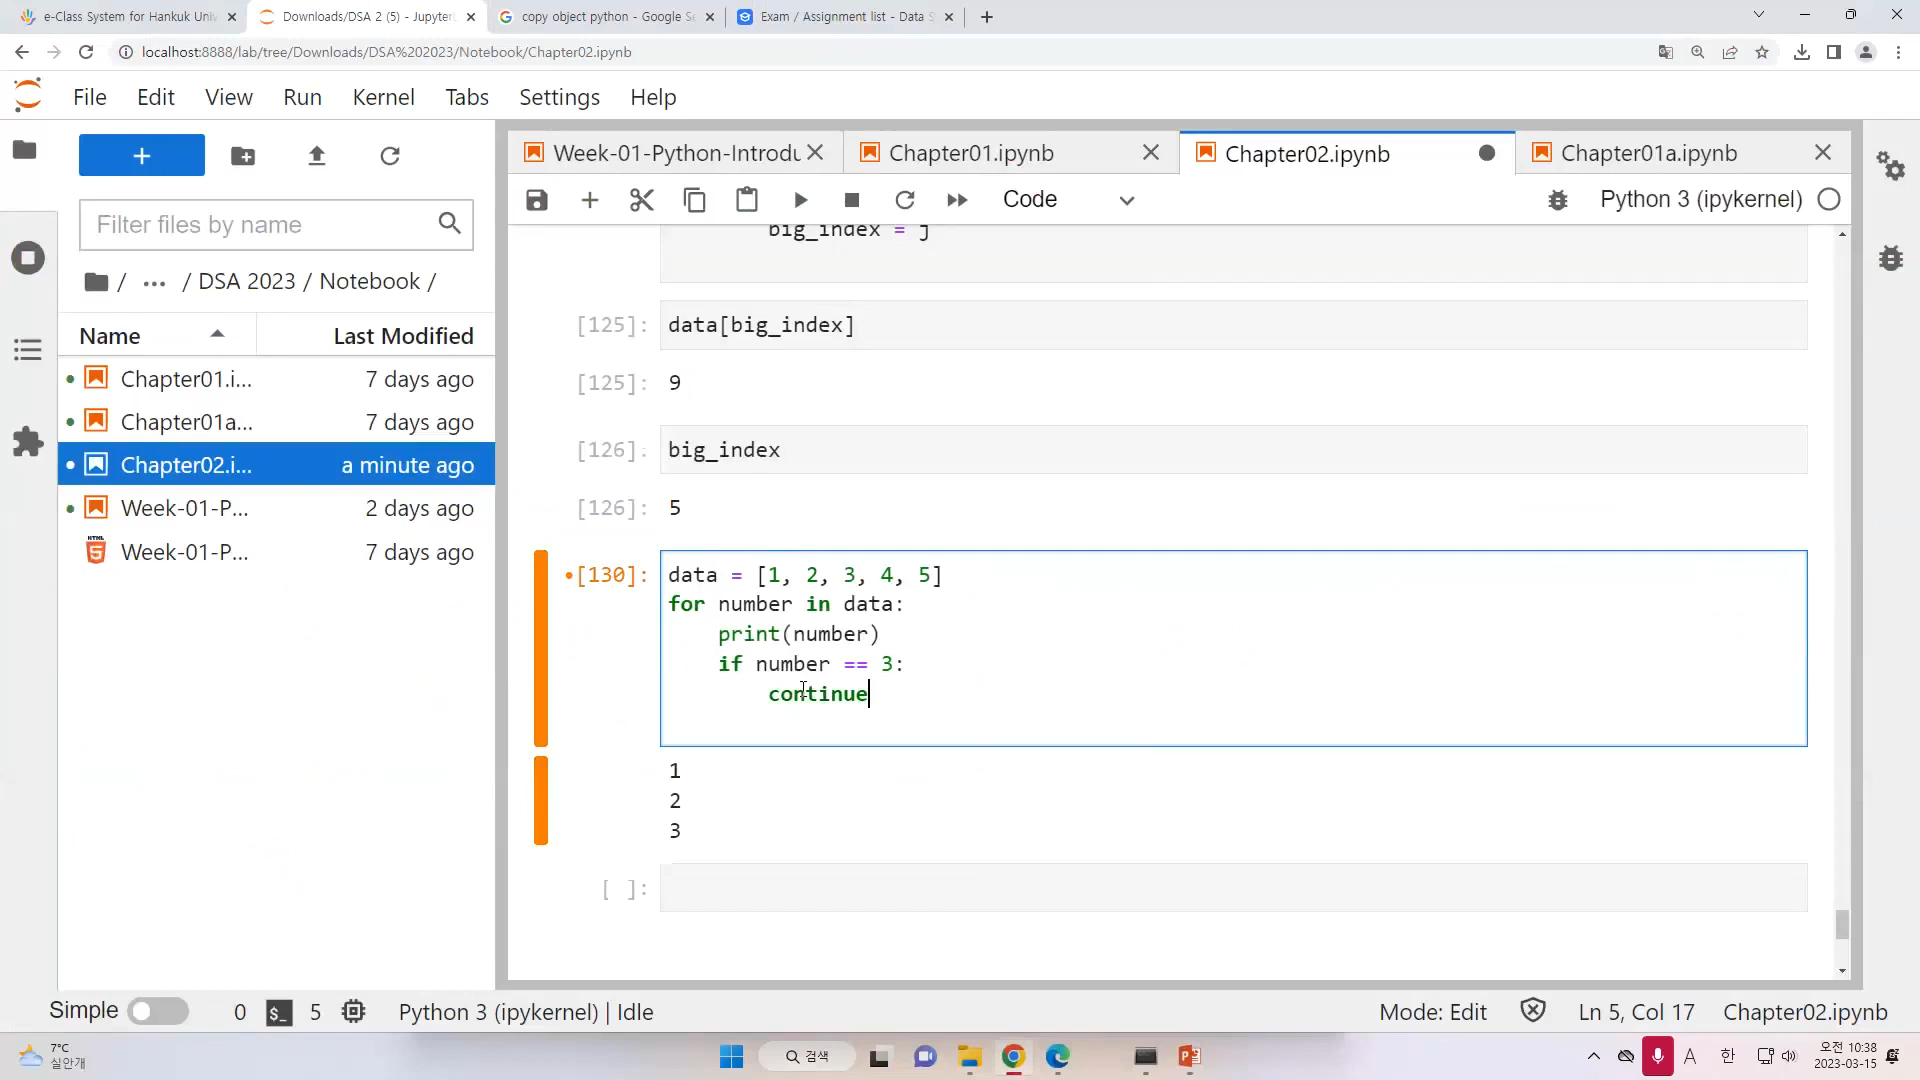 e-Class System for Hankuk Univ
Downloads/DSA 2 (5) - Jupyter
copy object python - Google Se
Exam / Assignment list - Data S
localhost:8888/lab/tree/Downloads/DSA%202023/Notebook/Chapter02.ipynb
File Edit View Run Kernel Tabs Settings Help
Week-01-Python-Introdu
Chapter01.ipynb
Chapter02.ipynb
Chapter01a.ipynb
Code
Python 3 (ipykernel)
Filter files by name
/ ... / DSA 2023 / Notebook /
Name Last Modified
Chapter01.i... 7 days ago
Chapter01a... 7 days ago
Chapter02.i... a minute ago
Week-01-P... 2 days ago
Week-01-P... 7 days ago
big_index = j
[125]: data[big_index]
[125]: 9
[126]: big_index
[126]: 5
•[130]: data = [1, 2, 3, 4, 5]
for number in data:
print(number)
if number == 3:
continue
1
2
3
[ ]:
Simple 0 $_ 5 Python 3 (ipykernel) | Idle
Mode: Edit Ln 5, Col 17 Chapter02.ipynb
7°C
실안개
검색
A 한
오전 10:38
2023-03-15